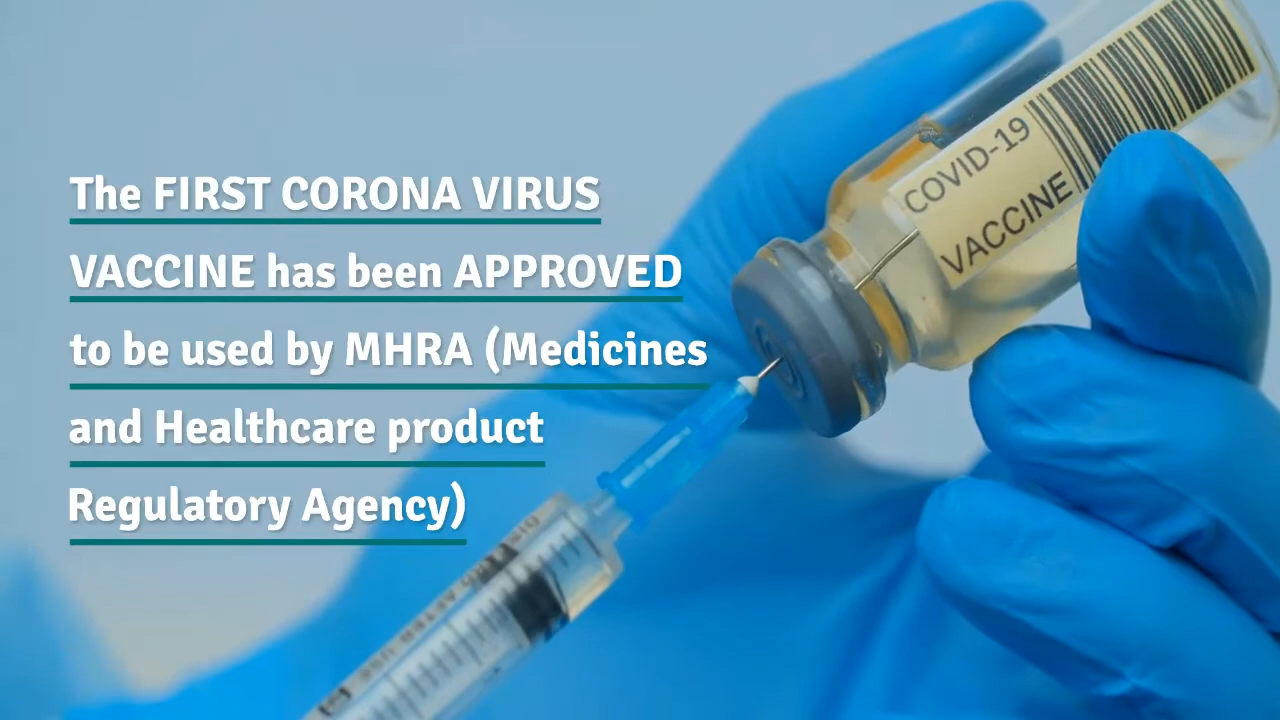 The FIRST CORONA VIRUS
VACCINE has been APPROVED
to be used by MHRA (Medicines
and Healthcare product
Regulatory Agency)
COVID-19
VACCINE